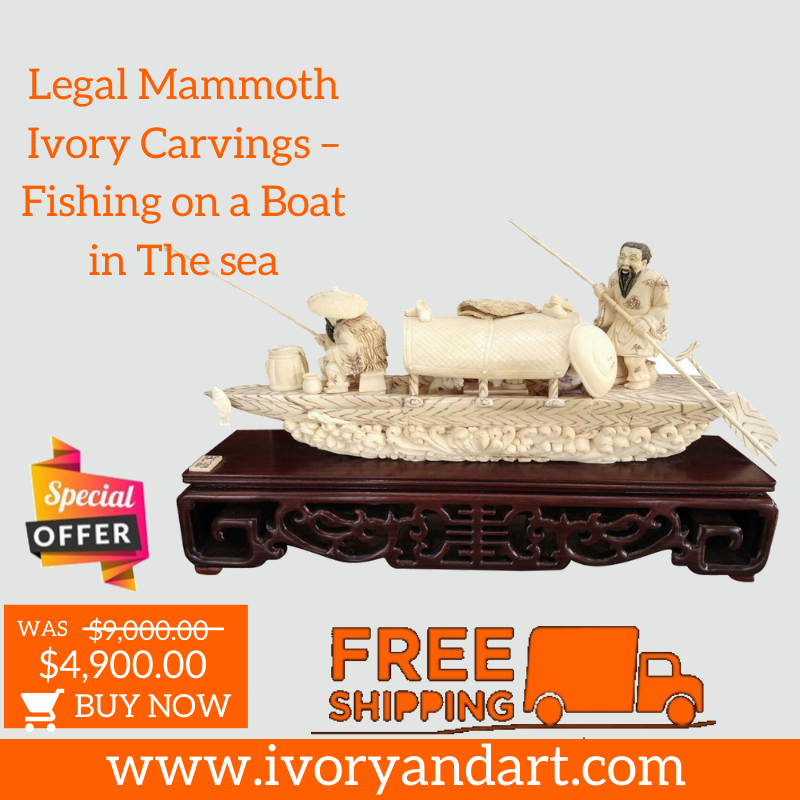 Legal Mammoth
Ivory Carvings –
Fishing on a Boat
in The sea
Special
OFFER
WAS $9,000.00
$4,900.00
BUY NOW
FREE
SHIPPING
www.ivoryandart.com